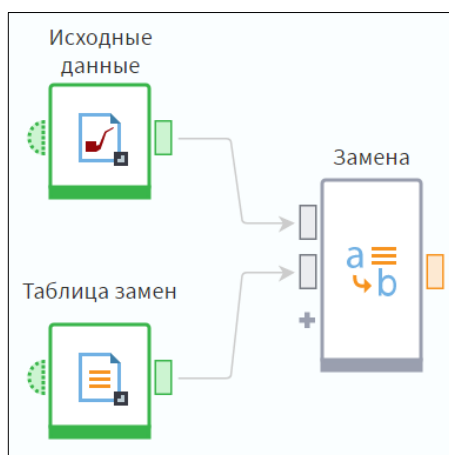 Исходные
данные
Замена
a
b
Таблица замен